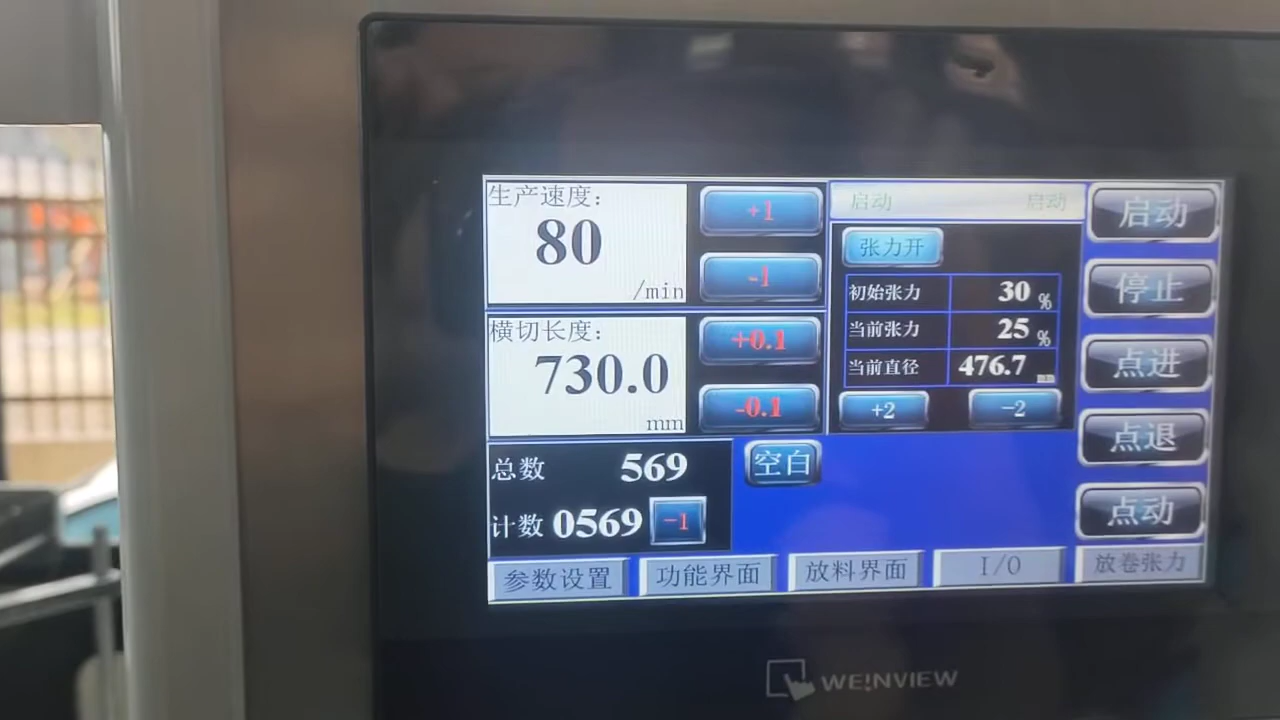 生产速度:
80
/min
+1
-1
横切长度:
730.0
mm
+0.1
-0.1
启动 启动
张力开
初始张力 30 %
当前张力 25 %
当前直径 476.7
+2 -2
启动
停止
点进
点退
点动
总数 569
计数 0569 -1
空白
参数设置 功能界面 放料界面 I/O 放卷张力
WEINVIEW